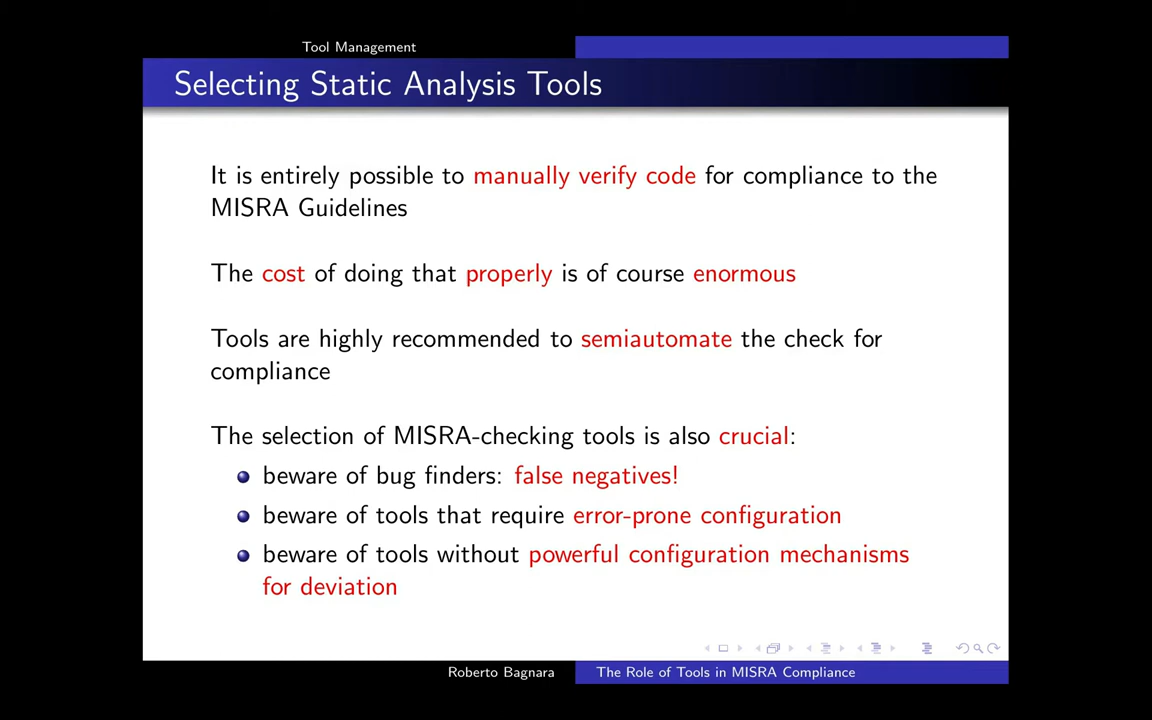 Tool Management
Selecting Static Analysis Tools
It is entirely possible to manually verify code for compliance to the
MISRA Guidelines
The cost of doing that properly is of course enormous
Tools are highly recommended to semiautomate the check for
compliance
The selection of MISRA-checking tools is also crucial:
beware of bug finders: false negatives!
beware of tools that require error-prone configuration
beware of tools without powerful configuration mechanisms
for deviation
Roberto Bagnara
The Role of Tools in MISRA Compliance